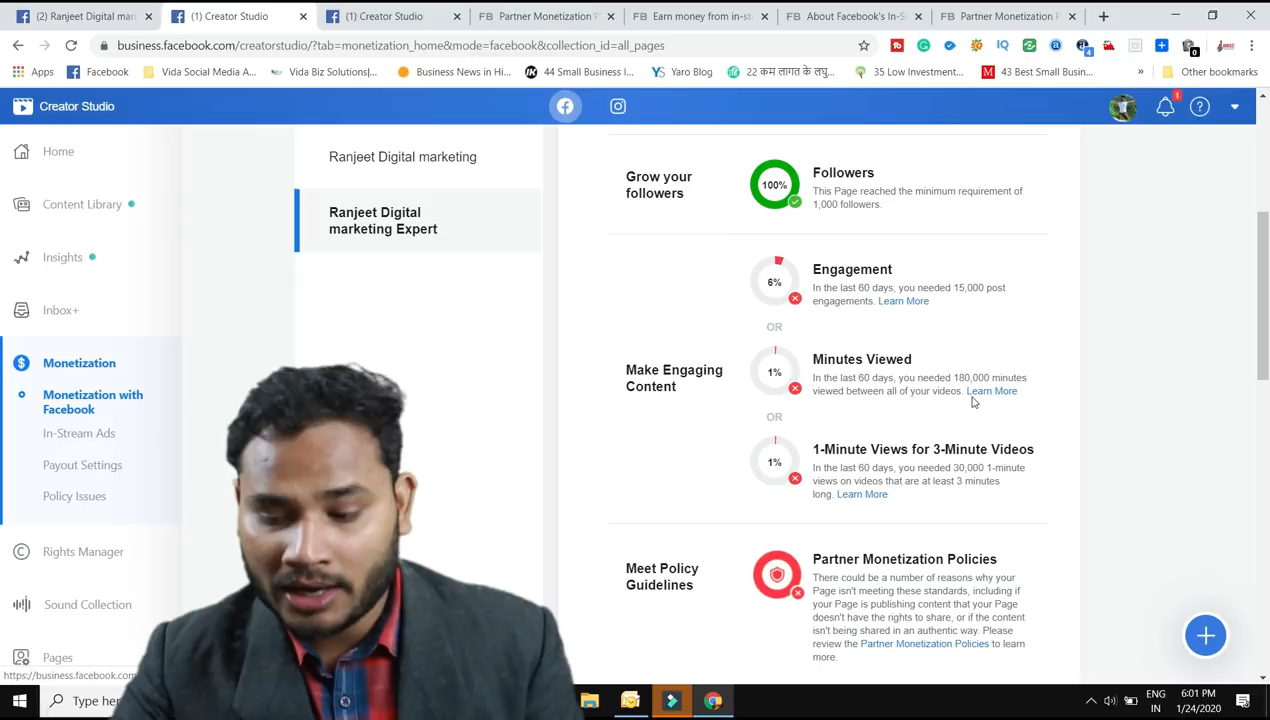 (2) Ranjeet Digital mar
(1) Creator Studio
(1) Creator Studio
Partner Monetization P
Earn money from in-st
About Facebook's In-S
Partner Monetization P
business.facebook.com/creatorstudio/?tab=monetization_home&mode=facebook&collection_id=all_pages
Apps
Facebook
Vida Social Media A...
Vida Biz Solutions|...
Business News in Hi...
44 Small Business I...
Yaro Blog
22 कम लागत के लघु...
35 Low Investment...
43 Best Small Busin...
»
Other bookmarks
Creator Studio
Home
Content Library
Insights
Inbox+
Monetization
Monetization with
Facebook
In-Stream Ads
Payout Settings
Policy Issues
Rights Manager
Sound Collection
Pages
https://business.facebook.com
Ranjeet Digital marketing
Ranjeet Digital
marketing Expert
Grow your
followers
100%
Followers
This Page reached the minimum requirement of
1,000 followers.
Make Engaging
Content
6%
Engagement
In the last 60 days, you needed 15,000 post
engagements. Learn More
OR
1%
Minutes Viewed
In the last 60 days, you needed 180,000 minutes
viewed between all of your videos. Learn More
OR
1%
1-Minute Views for 3-Minute Videos
In the last 60 days, you needed 30,000 1-minute
views on videos that are at least 3 minutes
long. Learn More
Meet Policy
Guidelines
Partner Monetization Policies
There could be a number of reasons why your
Page isn't meeting these standards, including if
your Page is publishing content that your Page
doesn't have the rights to share, or if the content
isn't being shared in an authentic way. Please
review the Partner Monetization Policies to learn
more.
Type her
ENG
IN
6:01 PM
1/24/2020